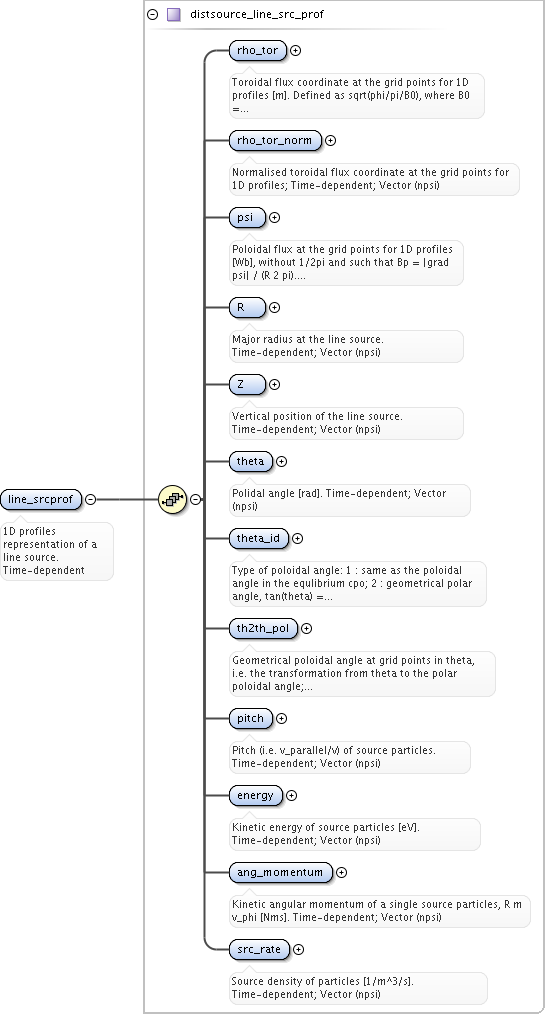 distsource_line_src_prof
rho_tor
Toroidal flux coordinate at the grid points for 1D
profiles [m]. Defined as sqrt(phi/pi/B0), where B0
=...
rho_tor_norm
Normalised toroidal flux coordinate at the grid points for
1D profiles; Time-dependent; Vector (npsi)
psi
Poloidal flux at the grid points for 1D profiles
[Wb], without 1/2pi and such that Bp = |grad
psi| / (R 2 pi)....
R
Major radius at the line source.
Time-dependent; Vector (npsi)
Z
Vertical position of the line source.
Time-dependent; Vector (npsi)
theta
Polidal angle [rad]. Time-dependent; Vector
(npsi)
line_srcprof
1D profiles
representation of a
line source.
Time-dependent
theta_id
Type of poloidal angle: 1 : same as the poloidal
angle in the equlibrium cpo; 2 : geometrical polar
angle, tan(theta) =...
th2th_pol
Geometrical poloidal angle at grid points in theta,
i.e. the transformation from theta to the polar
poloidal angle;...
pitch
Pitch (i.e. v_parallel/v) of source particles.
Time-dependent; Vector (npsi)
energy
Kinetic energy of source particles [eV].
Time-dependent; Vector (npsi)
ang_momentum
Kinetic angular momentum of a single source particles, R m
v_phi [Nms]. Time-dependent; Vector (npsi)
src_rate
Source density of particles [1/m^3/s].
Time-dependent; Vector (npsi)